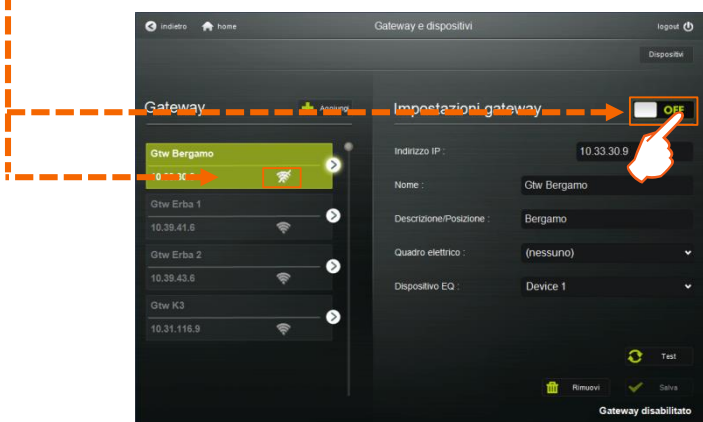 indietro home Gateway e dispositivi logout
Dispositivi
Gateway Aggiungi
Impostazioni gateway OFF
Gtw Bergamo
Gtw Erba 1
10.39.41.6
Gtw Erba 2
10.39.43.6
Gtw K3
10.31.116.9
Indirizzo IP : 10.33.30.9
Nome : Gtw Bergamo
Descrizione/Posizione : Bergamo
Quadro elettrico : (nessuno)
Dispositivo EQ : Device 1
Test
Rimuovi Salva
Gateway disabilitato